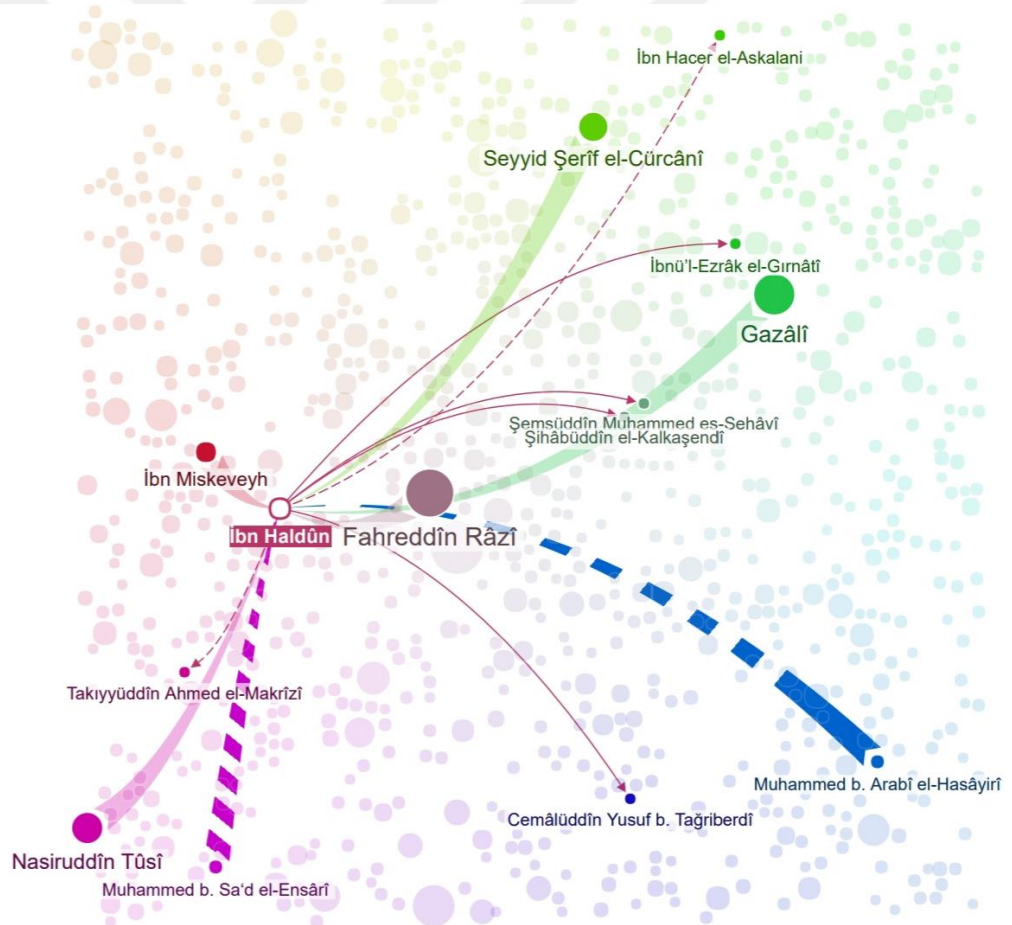 İbn Hacer el-Askalani
Seyyid Şerîf el-Cürcânî
İbnü'l-Ezrâk el-Gırnâtî
Gazâlî
Şemsüddîn Muhammed es-Sehâvî
Şihâbüddîn el-Kalkaşendî
İbn Miskeveyh
İbn Haldûn
Fahreddîn Râzî
Takıyyüddîn Ahmed el-Makrîzî
Muhammed b. Arabî el-Hasâyirî
Cemâlüddîn Yusuf b. Tağriberdî
Nasiruddîn Tûsî
Muhammed b. Sa‘d el-Ensârî